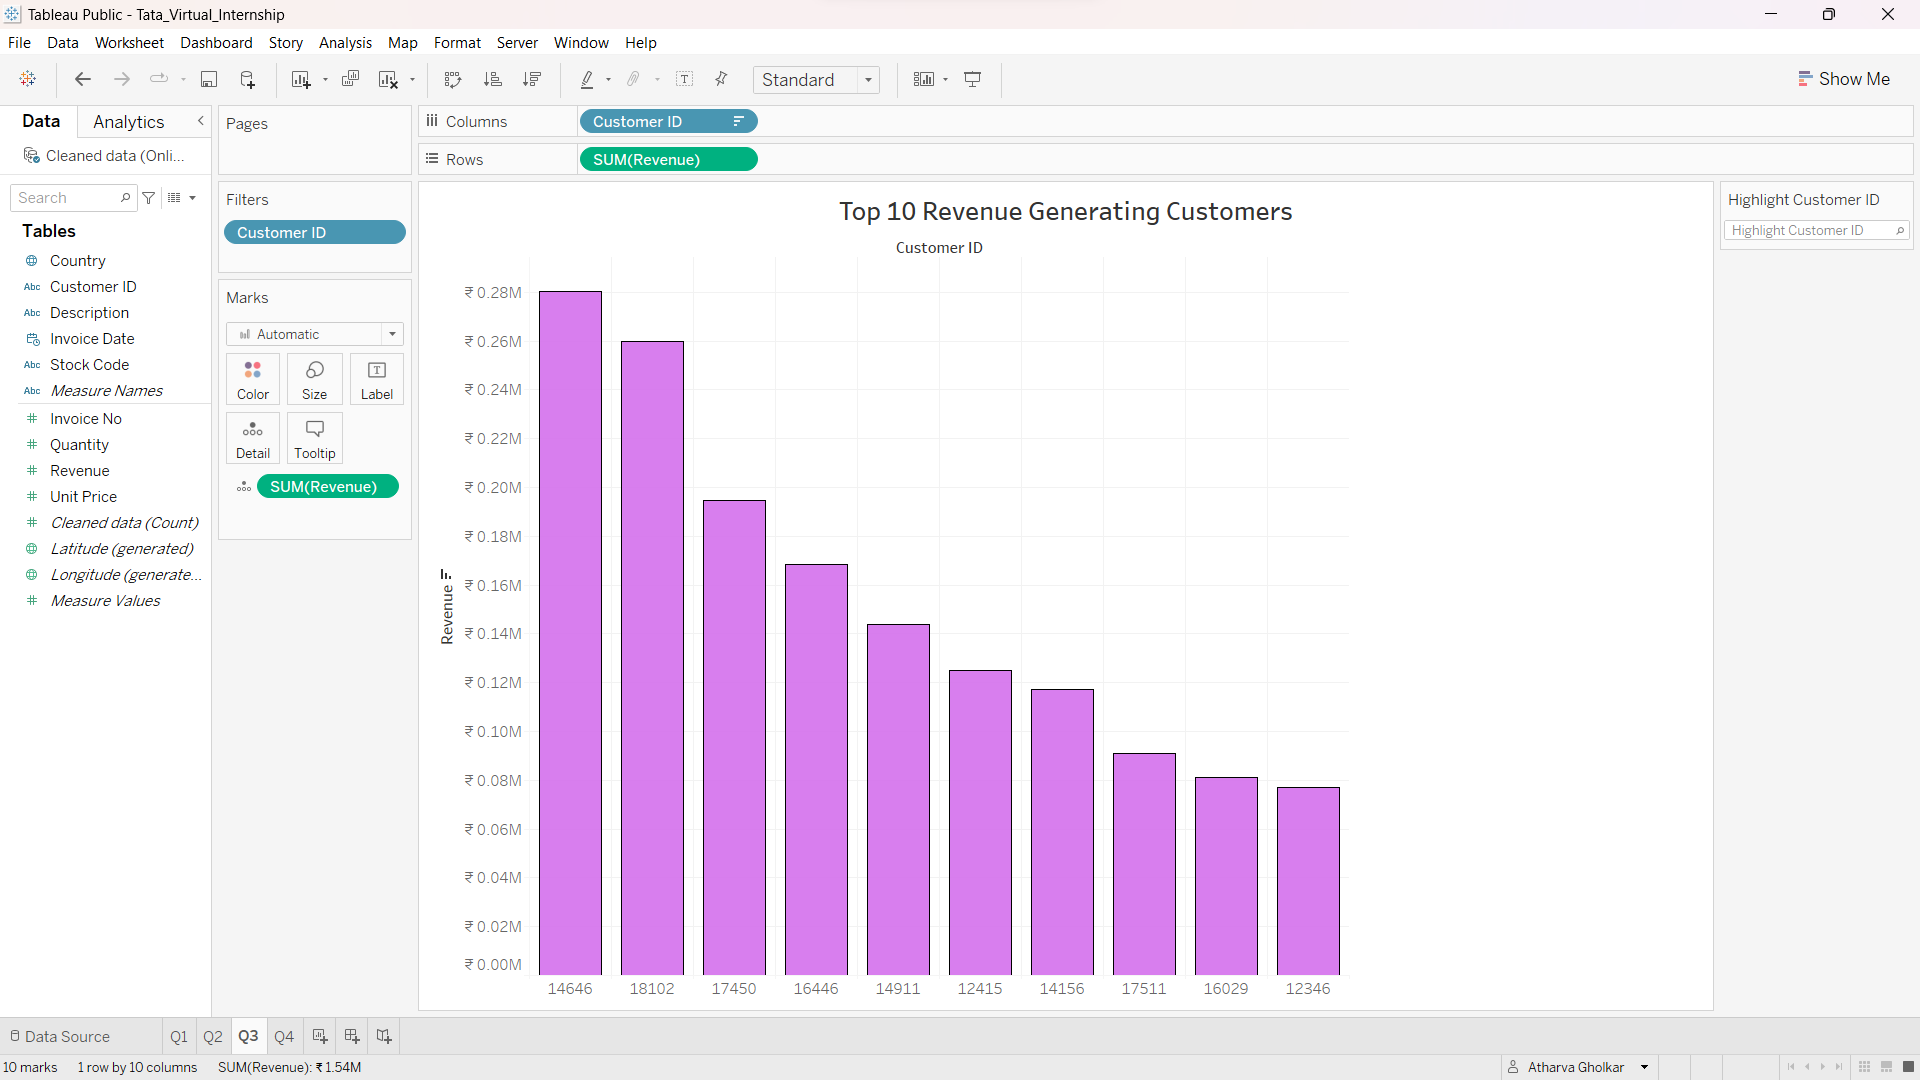 Tableau Public - Tata_Virtual_Internship
File Data Worksheet Dashboard Story Analysis Map Format Server Window Help
Standard
Show Me
Data Analytics
Cleaned data (Onli...
Search
Tables
Country
Abc Customer ID
Abc Description
Invoice Date
Abc Stock Code
Abc Measure Names
# Invoice No
# Quantity
# Revenue
# Unit Price
# Cleaned data (Count)
Latitude (generated)
Longitude (generate...
# Measure Values
Pages
Filters
Customer ID
Marks
Automatic
Color Size Label
Detail Tooltip
SUM(Revenue)
Columns Customer ID
Rows SUM(Revenue)
Top 10 Revenue Generating Customers
Customer ID
Revenue
₹ 0.28M
₹ 0.26M
₹ 0.24M
₹ 0.22M
₹ 0.20M
₹ 0.18M
₹ 0.16M
₹ 0.14M
₹ 0.12M
₹ 0.10M
₹ 0.08M
₹ 0.06M
₹ 0.04M
₹ 0.02M
₹ 0.00M
14646 18102 17450 16446 14911 12415 14156 17511 16029 12346
Highlight Customer ID
Highlight Customer ID
Data Source Q1 Q2 Q3 Q4
10 marks 1 row by 10 columns SUM(Revenue): ₹ 1.54M
Atharva Gholkar